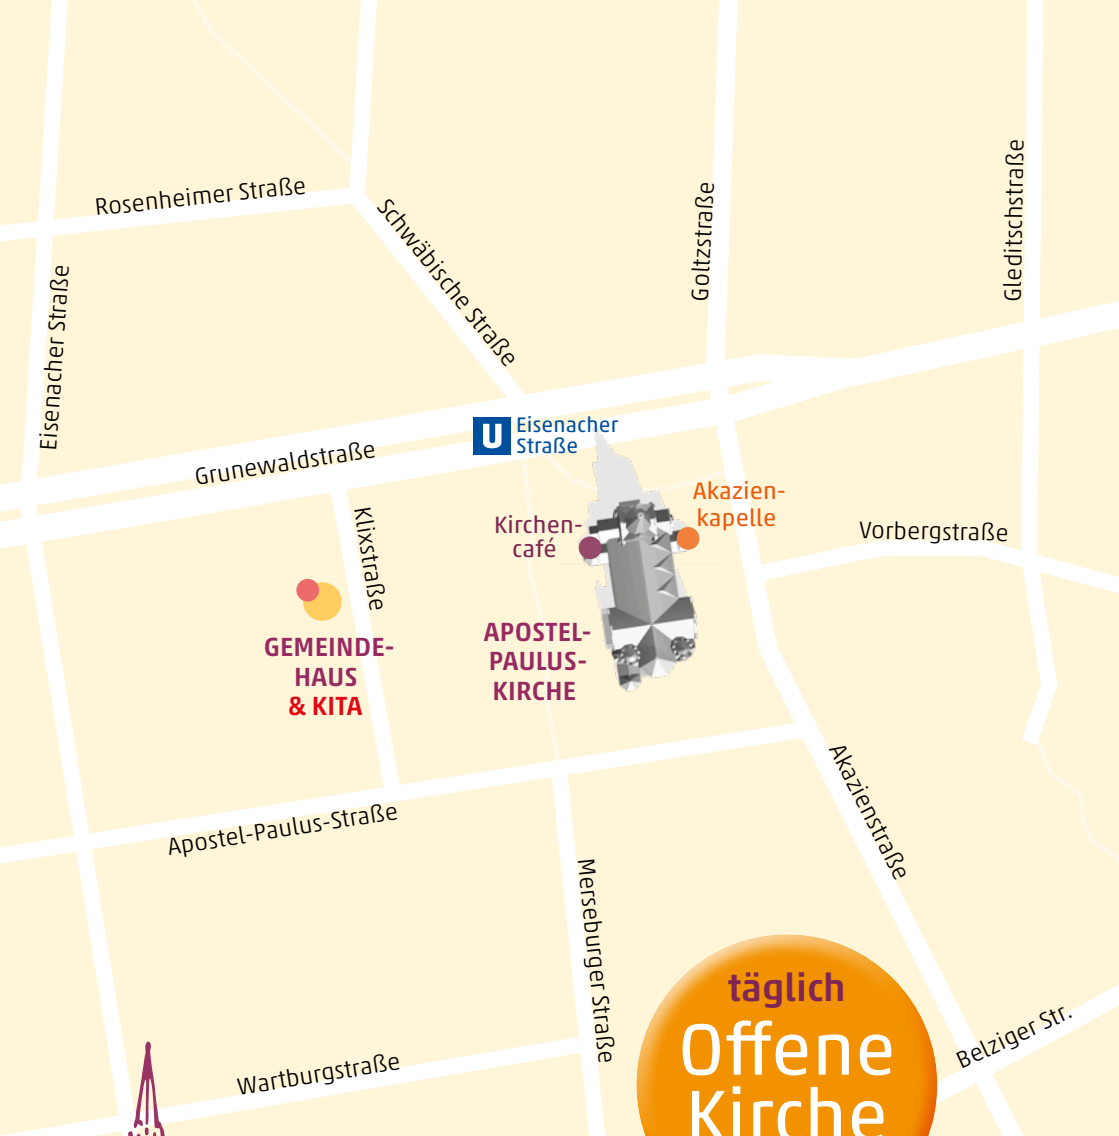 Rosenheimer Straße
Schwäbische Straße
Goltzstraße
Gleditschstraße
Eisenacher Straße
U Eisenacher
Straße
Grunewaldstraße
Klixstraße
Kirchen-
café
Akazien-
kapelle
Vorbergstraße
GEMEINDE-
HAUS
& KITA
APOSTEL-
PAULUS-
KIRCHE
Apostel-Paulus-Straße
Akazienstraße
Merseburger Straße
täglich
Offene
Kirche
Belziger Str.
Wartburgstraße